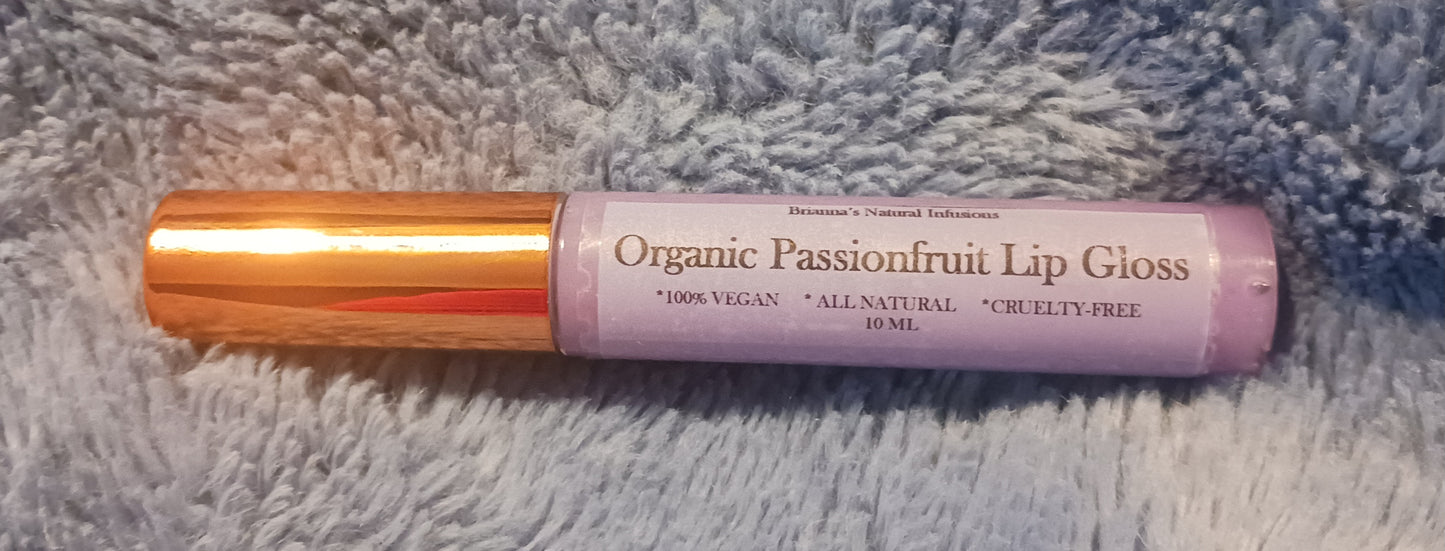 Brianna's Natural Infusions
Organic Passionfruit Lip Gloss
*100% VEGAN * ALL NATURAL *CRUELTY-FREE
10 ML